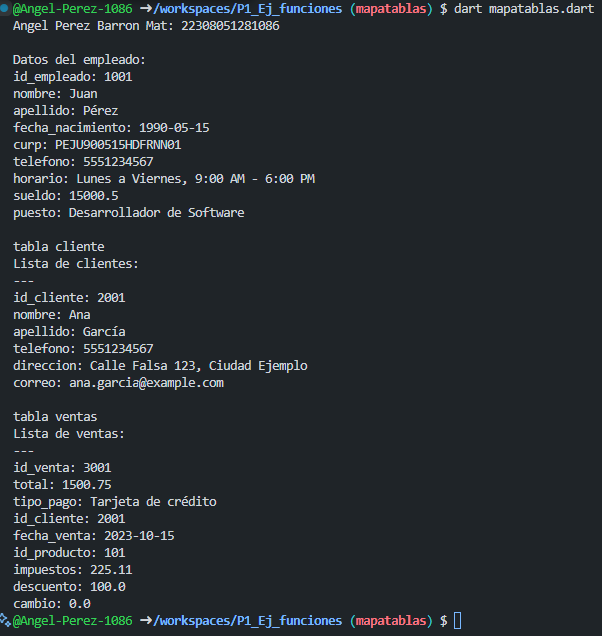 @Angel-Perez-1086 ➜/workspaces/P1_Ej_funciones (mapatablas) $ dart mapatablas.dart
Angel Perez Barron Mat: 22308051281086
Datos del empleado:
id_empleado: 1001
nombre: Juan
apellido: Pérez
fecha_nacimiento: 1990-05-15
curp: PEJU900515HDFRNN01
telefono: 5551234567
horario: Lunes a Viernes, 9:00 AM - 6:00 PM
sueldo: 15000.5
puesto: Desarrollador de Software
tabla cliente
Lista de clientes:
---
id_cliente: 2001
nombre: Ana
apellido: García
telefono: 5551234567
direccion: Calle Falsa 123, Ciudad Ejemplo
correo: ana.garcia@example.com
tabla ventas
Lista de ventas:
---
id_venta: 3001
total: 1500.75
tipo_pago: Tarjeta de crédito
id_cliente: 2001
fecha_venta: 2023-10-15
id_producto: 101
impuestos: 225.11
descuento: 100.0
cambio: 0.0
@Angel-Perez-1086 ➜/workspaces/P1_Ej_funciones (mapatablas) $